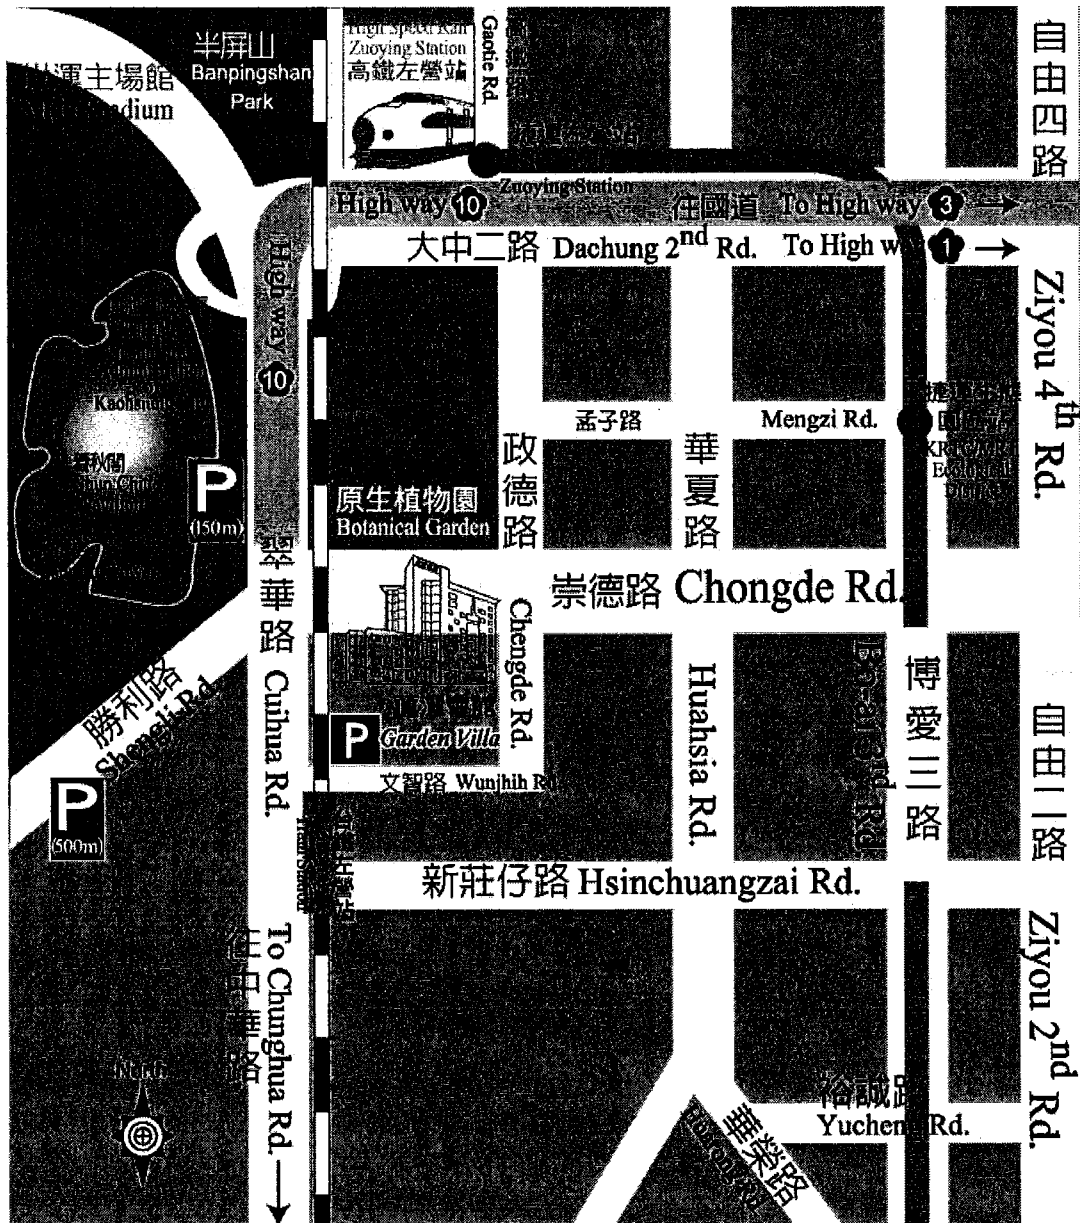 半屏山
Banpingshan
Park
運主場館
Zuoying Station
高鐵左營站
Gaotie Rd.
自由四路
Zuoying Station
High way 10
往國道 To High way 3
大中二路 Dachung 2nd Rd.
To High way 1
High way 10
Ziyou 4th Rd.
孟子路
Mengzi Rd.
政德路
華夏路
P
(150m)
原生植物園
Botanical Garden
崇德路 Chongde Rd.
翠華路 Cuihua Rd.
Chengde Rd.
勝利路
Shengli Rd.
P
Garden Villa
文智路 Wunjhih
Huahsia Rd.
博愛三路
自由二路
P
(500m)
新莊仔路 Hsinchuangzai Rd.
往中華路
To Chunghua Rd.
Ziyou 2nd Rd.
North
裕誠路
Yucheng Rd.
華榮路